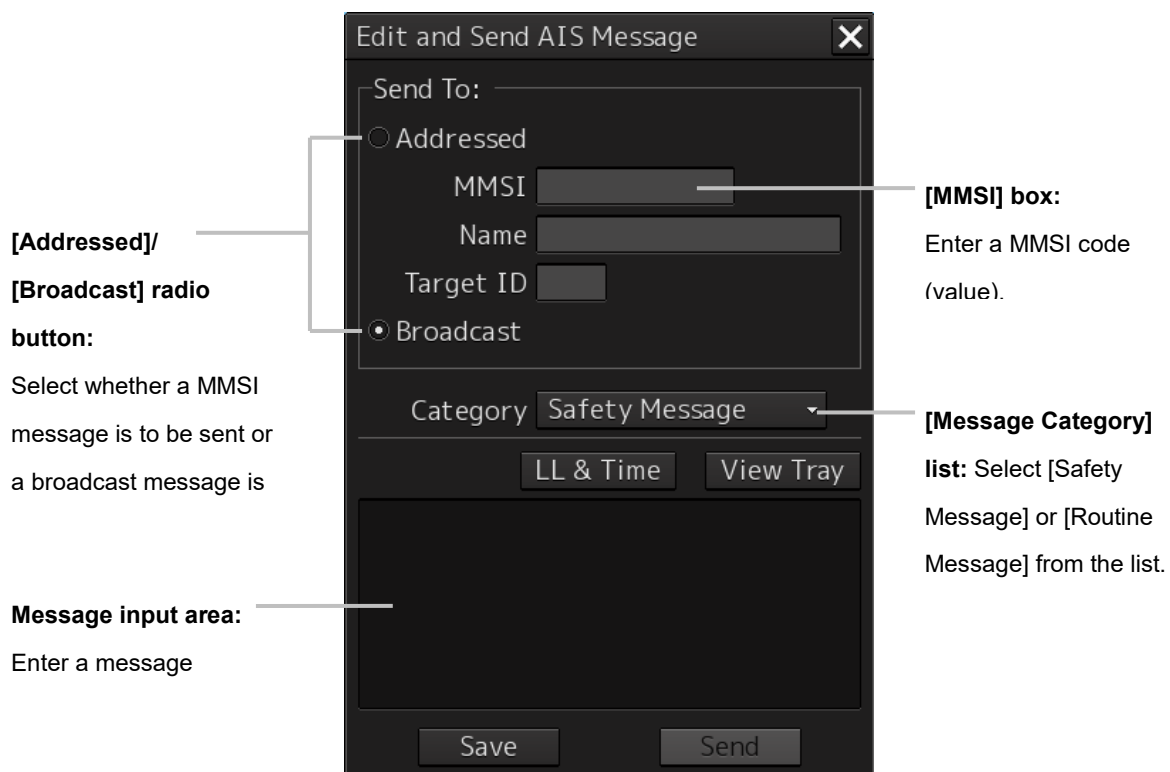 Edit and Send AIS Message
Send To:
Addressed
MMSI
Name
Target ID
Broadcast
Category Safety Message
LL & Time View Tray
Save Send
[Addressed]/
[Broadcast] radio
button:
Select whether a MMSI
message is to be sent or
a broadcast message is
Message input area:
Enter a message
[MMSI] box:
Enter a MMSI code
(value).
[Message Category]
list: Select [Safety
Message] or [Routine
Message] from the list.